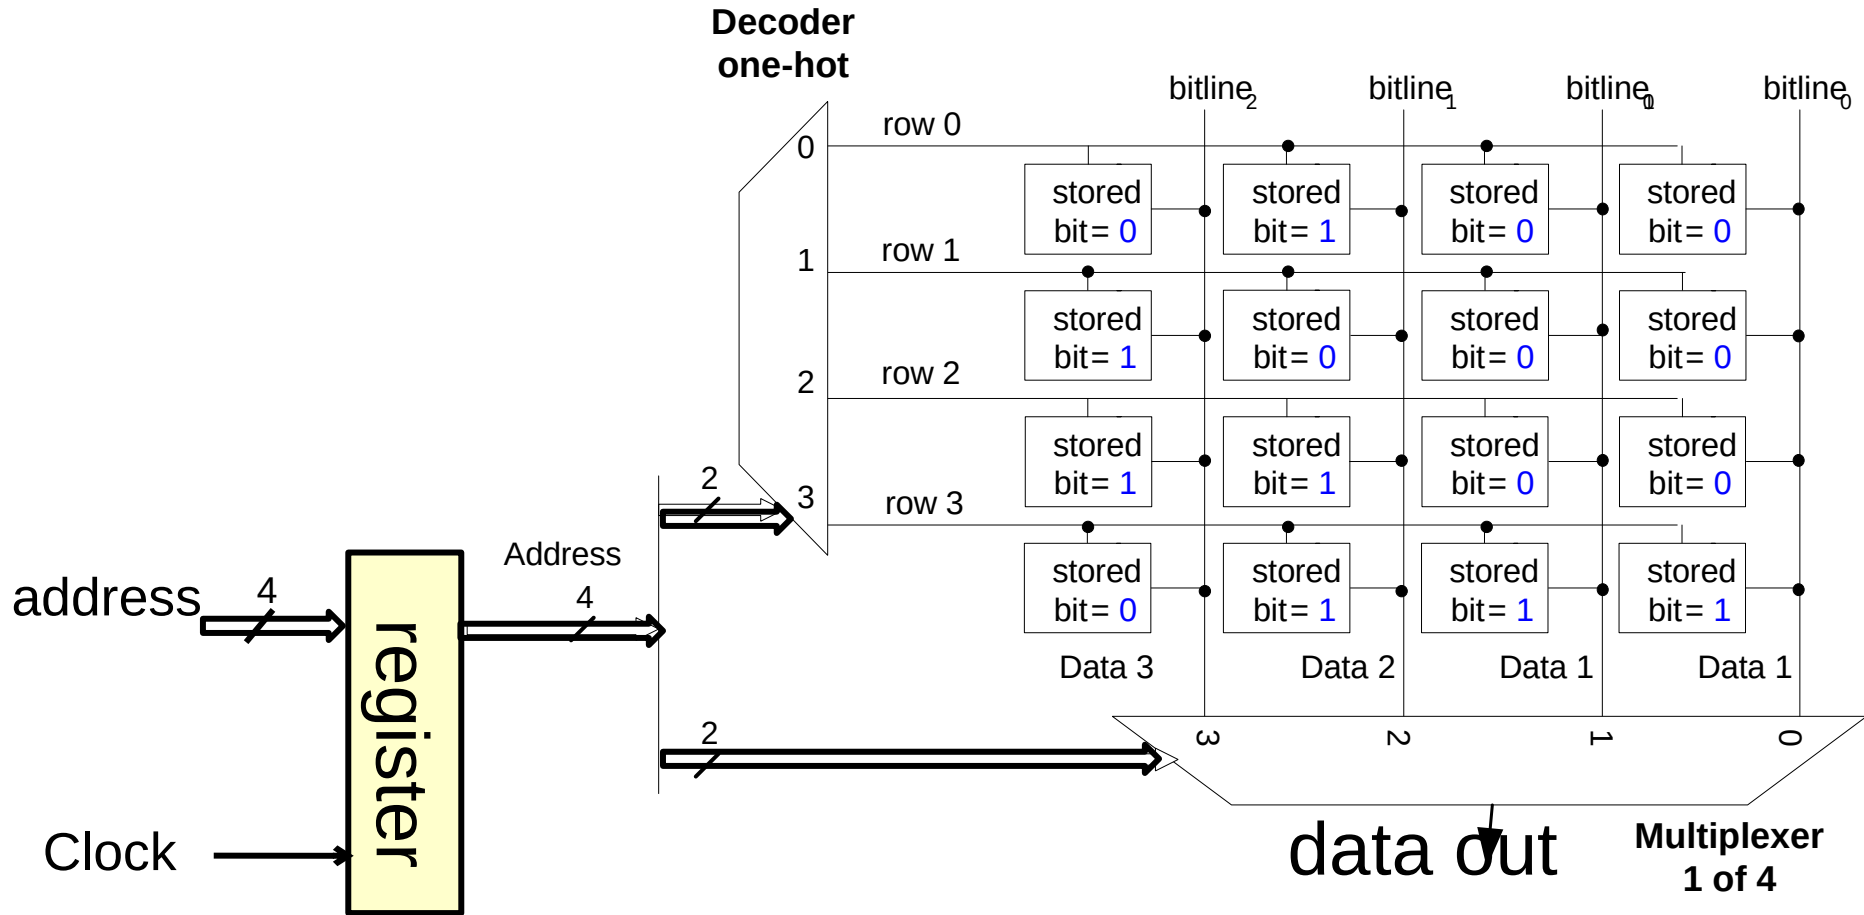 Decoder
one-hot
bitline2
bitline1
bitline0
bitline0
row 0
0
stored
bit= 0
stored
bit= 1
stored
bit= 0
stored
bit= 0
row 1
1
stored
bit= 1
stored
bit= 0
stored
bit= 0
stored
bit= 0
row 2
2
stored
bit= 1
stored
bit= 1
stored
bit= 0
stored
bit= 0
2
3
row 3
stored
bit= 0
stored
bit= 1
stored
bit= 1
stored
bit= 1
Address
address
4
4
register
Data 3
Data 2
Data 1
Data 1
2
3
2
1
0
Clock
data out
Multiplexer
1 of 4